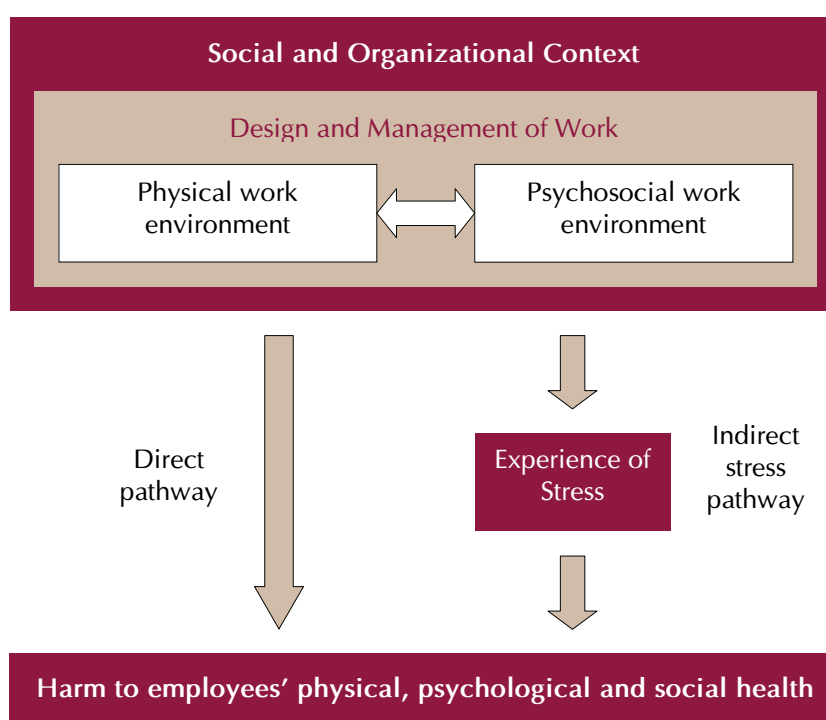 Social and Organizational Context
Design and Management of Work
Physical work
environment
Psychosocial work
environment
Direct
pathway
Experience of
Stress
Indirect
stress
pathway
Harm to employees’ physical, psychological and social health